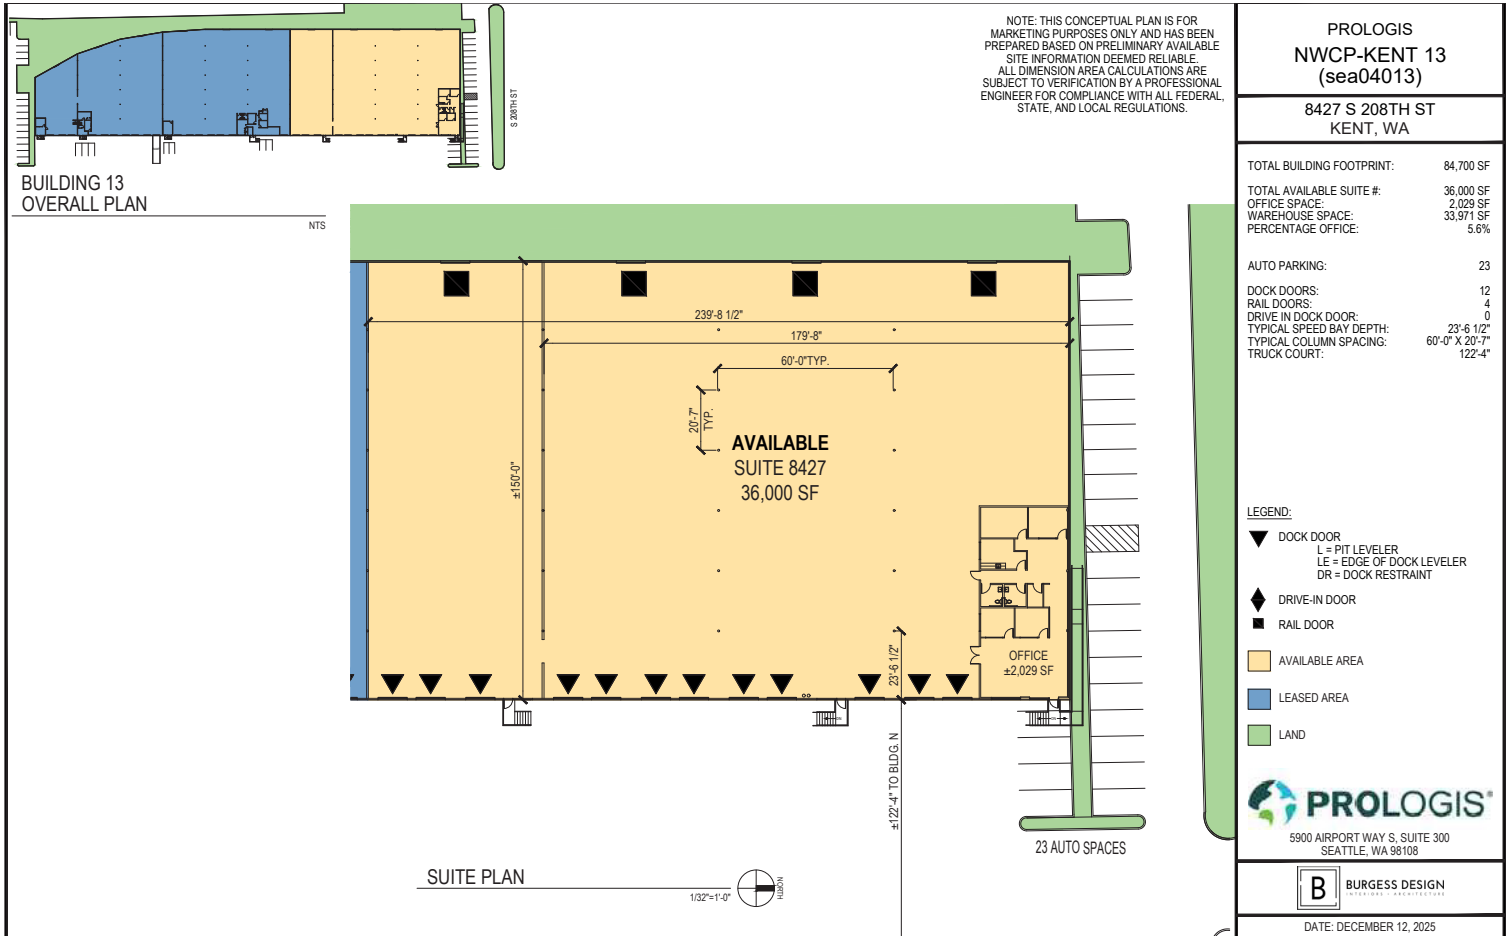 NOTE: THIS CONCEPTUAL PLAN IS FOR
MARKETING PURPOSES ONLY AND HAS BEEN
PREPARED BASED ON PRELIMINARY AVAILABLE
SITE INFORMATION DEEMED RELIABLE.
ALL DIMENSION AREA CALCULATIONS ARE
SUBJECT TO VERIFICATION BY A PROFESSIONAL
ENGINEER FOR COMPLIANCE WITH ALL FEDERAL,
STATE, AND LOCAL REGULATIONS.
S 208TH ST
BUILDING 13
OVERALL PLAN
NTS
239'-8 1/2"
179'-8"
60'-0"TYP.
20'-7"
TYP.
±150'-0"
AVAILABLE
SUITE 8427
36,000 SF
23'-6 1/2"
OFFICE
±2,029 SF
±122'-4" TO BLDG. N
23 AUTO SPACES
SUITE PLAN
1/32"=1'-0"
NORTH
PROLOGIS
NWCP-KENT 13
(sea04013)
8427 S 208TH ST
KENT, WA
TOTAL BUILDING FOOTPRINT: 84,700 SF
TOTAL AVAILABLE SUITE #: 36,000 SF
OFFICE SPACE: 2,029 SF
WAREHOUSE SPACE: 33,971 SF
PERCENTAGE OFFICE: 5.6%
AUTO PARKING: 23
DOCK DOORS: 12
RAIL DOORS: 4
DRIVE IN DOCK DOOR: 0
TYPICAL SPEED BAY DEPTH: 23'-6 1/2"
TYPICAL COLUMN SPACING: 60'-0" X 20'-7"
TRUCK COURT: 122'-4"
LEGEND:
DOCK DOOR
L = PIT LEVELER
LE = EDGE OF DOCK LEVELER
DR = DOCK RESTRAINT
DRIVE-IN DOOR
RAIL DOOR
AVAILABLE AREA
LEASED AREA
LAND
PROLOGIS®
5900 AIRPORT WAY S, SUITE 300
SEATTLE, WA 98108
B BURGESS DESIGN
INTERIORS + ARCHITECTURE
DATE: DECEMBER 12, 2025